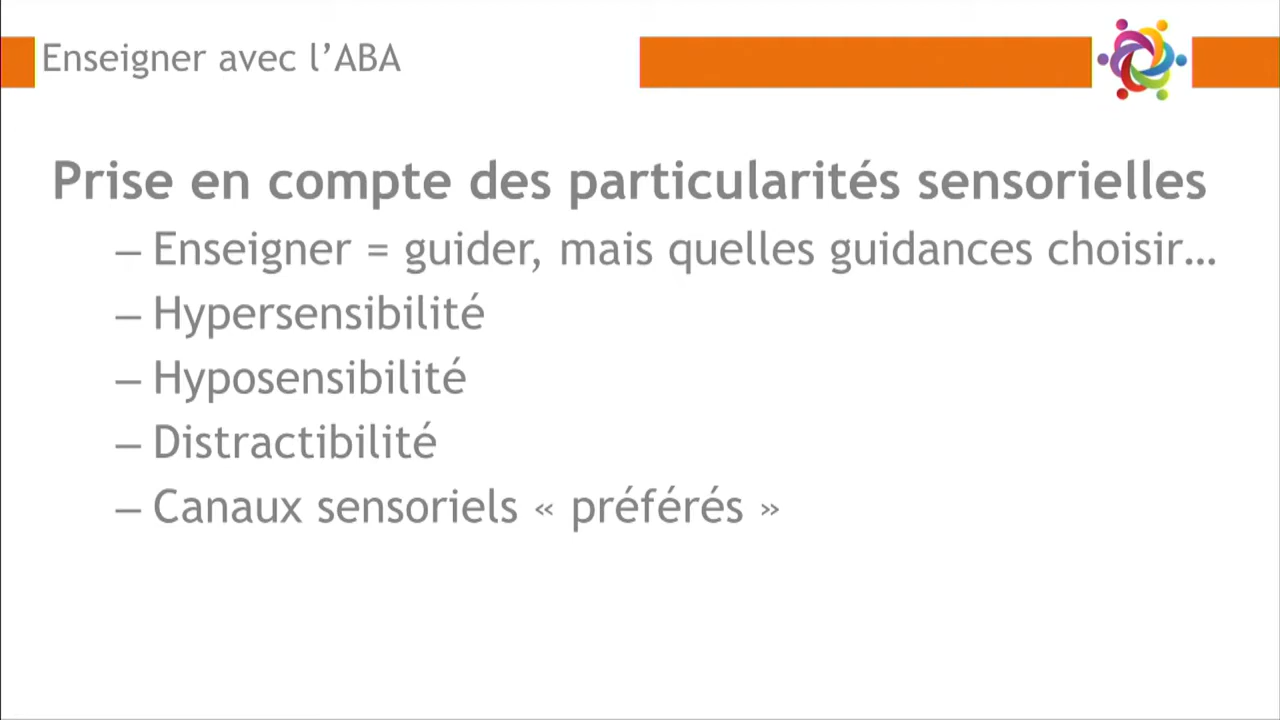 Enseigner avec l’ABA
Prise en compte des particularités sensorielles
– Enseigner = guider, mais quelles guidances choisir…
– Hypersensibilité
– Hyposensibilité
– Distractibilité
– Canaux sensoriels « préférés »